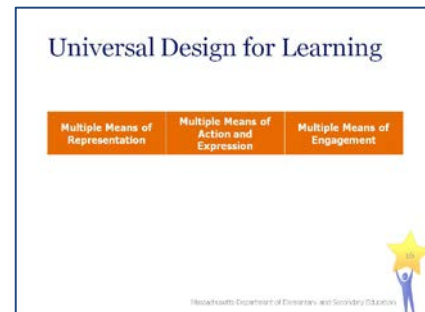 Universal Design for Learning
Multiple Means of Representation
Multiple Means of Action and Expression
Multiple Means of Engagement
Massachusetts Department of Elementary and Secondary Education